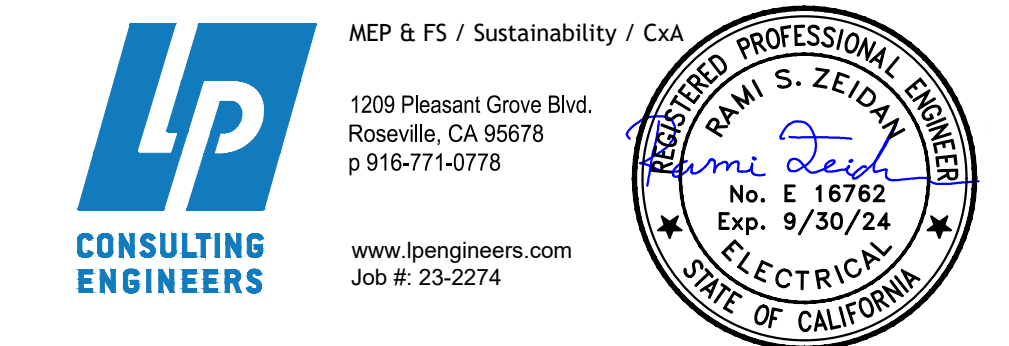 LP
CONSULTING
ENGINEERS
MEP & FS / Sustainability / CxA
1209 Pleasant Grove Blvd.
Roseville, CA 95678
p 916-771-0778
www.lpengineers.com
Job #: 23-2274
REGISTERED PROFESSIONAL ENGINEER
RAMI S. ZEIDAN
Rami Zeidan
No. E 16762
Exp. 9/30/24
ELECTRICAL
STATE OF CALIFORNIA